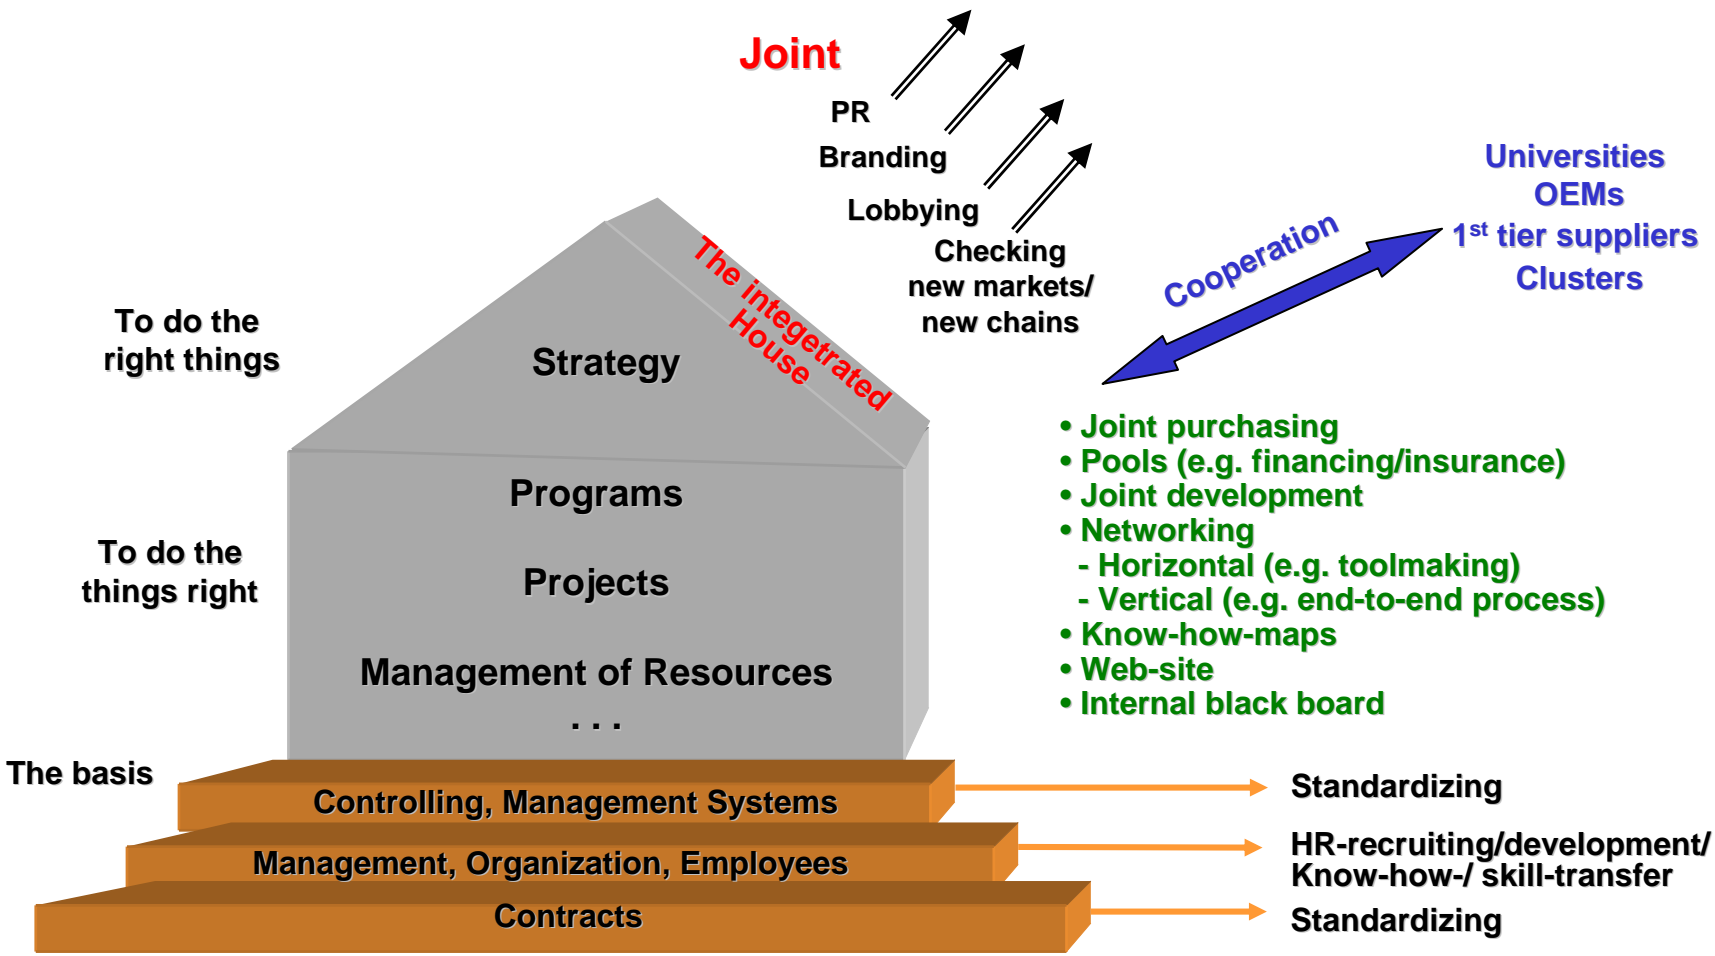 Joint
PR
Branding
Lobbying
Checking
new markets/
new chains
Cooperation
Universities
OEMs
1st tier suppliers
Clusters
The integetrated
House
To do the
right things
Strategy
• Joint purchasing
• Pools (e.g. financing/insurance)
• Joint development
• Networking
- Horizontal (e.g. toolmaking)
- Vertical (e.g. end-to-end process)
• Know-how-maps
• Web-site
• Internal black board
To do the
things right
Programs
Projects
Management of Resources
. . .
The basis
Controlling, Management Systems
Standardizing
Management, Organization, Employees
HR-recruiting/development/
Know-how-/ skill-transfer
Contracts
Standardizing